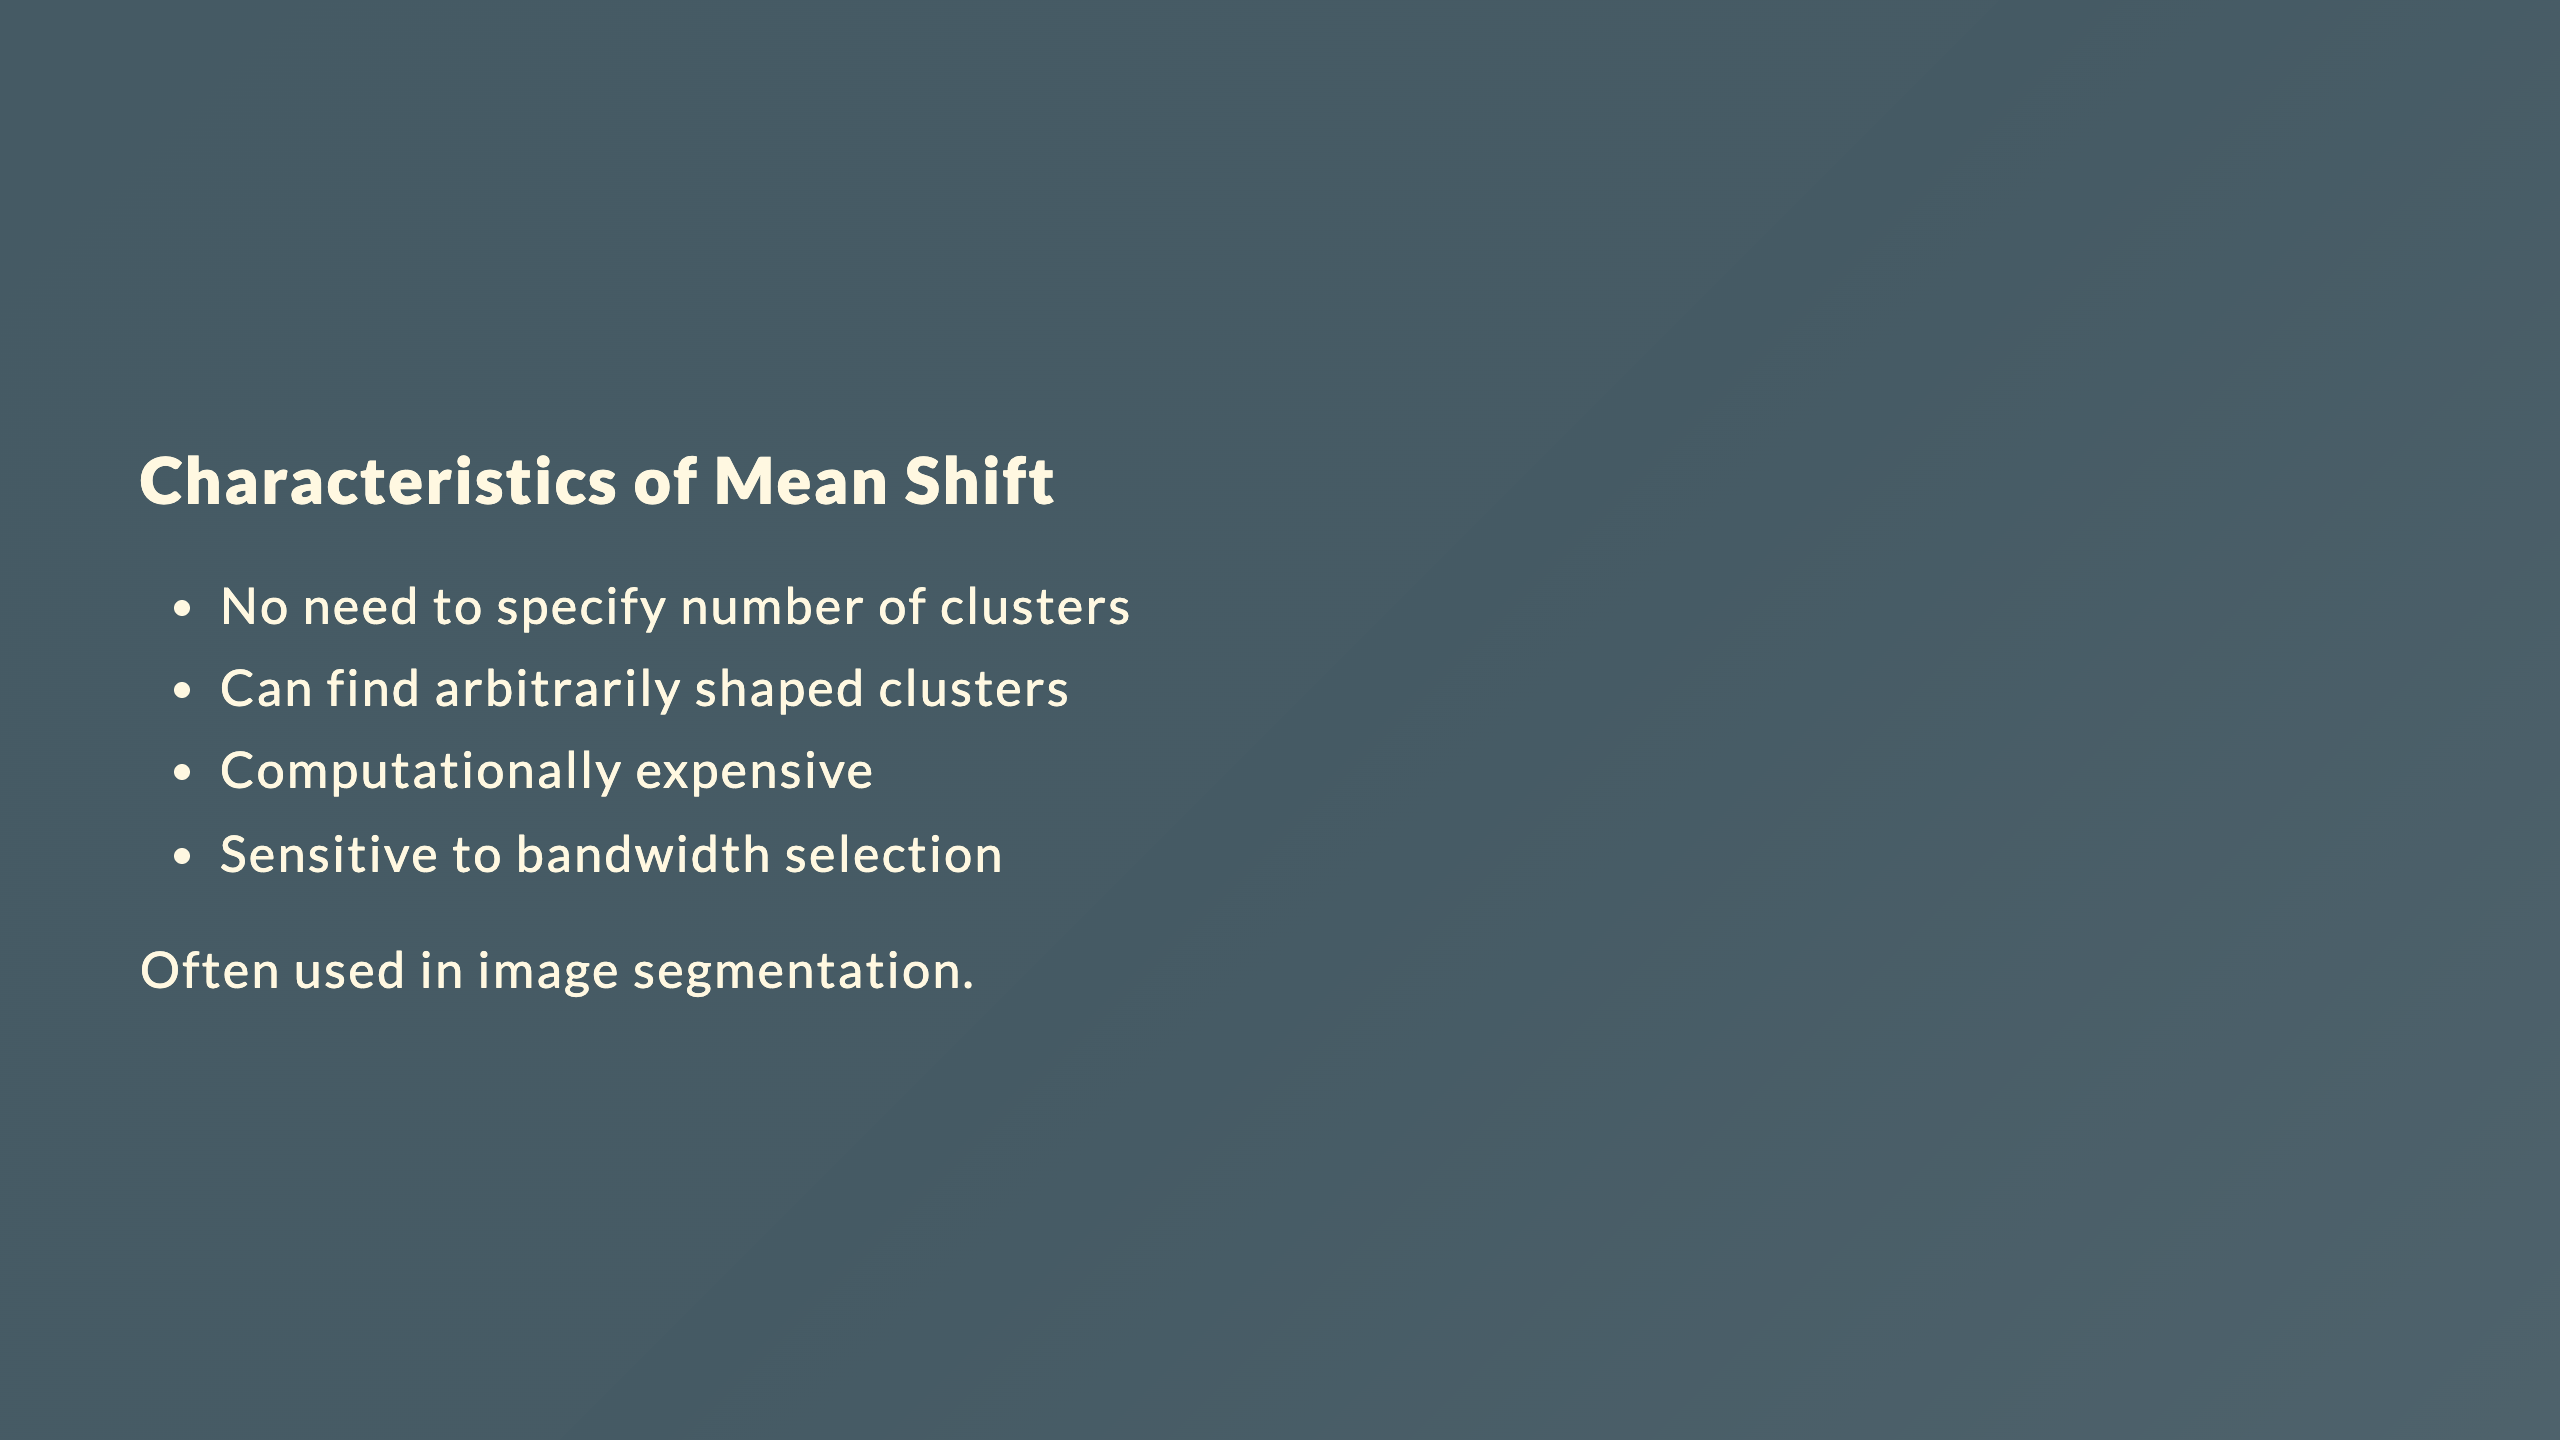 Characteristics of Mean Shift
• No need to specify number of clusters
• Can find arbitrarily shaped clusters
• Computationally expensive
• Sensitive to bandwidth selection
Often used in image segmentation.